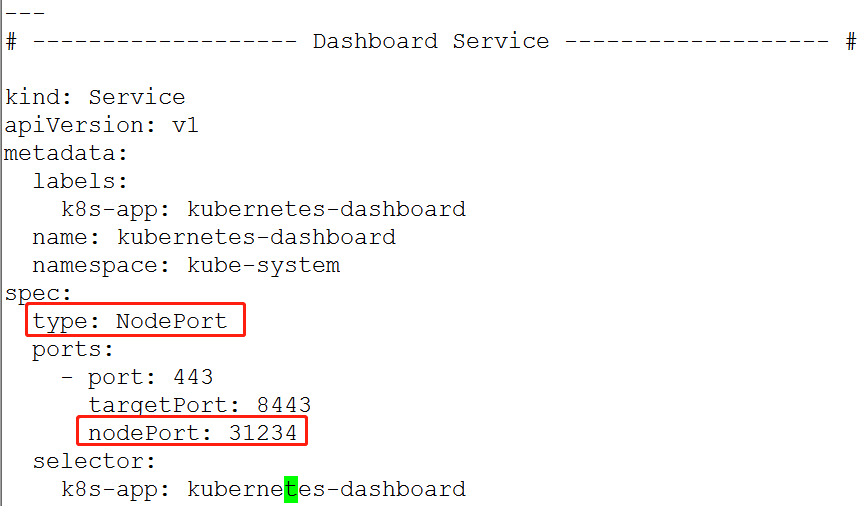 ---
# ------------------- Dashboard Service ------------------- #
kind: Service
apiVersion: v1
metadata:
  labels:
    k8s-app: kubernetes-dashboard
  name: kubernetes-dashboard
  namespace: kube-system
spec:
  type: NodePort
  ports:
    - port: 443
      targetPort: 8443
      nodePort: 31234
  selector:
    k8s-app: kubernetes-dashboard